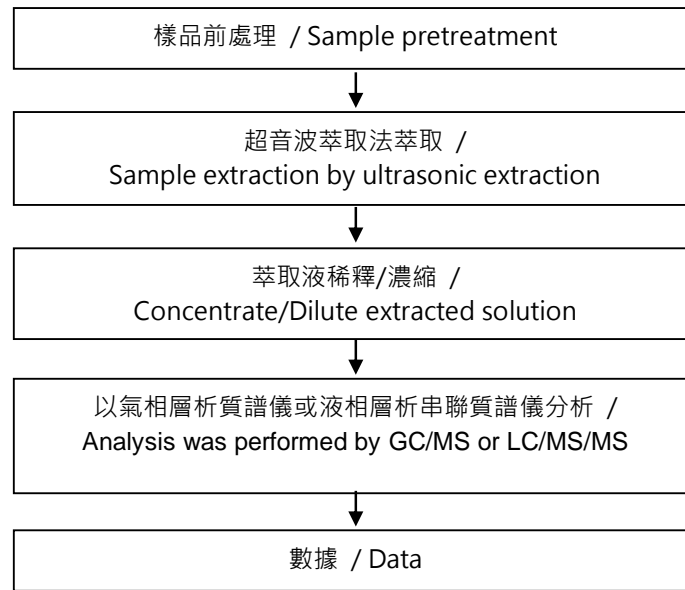 樣品前處理 / Sample pretreatment
超音波萃取法萃取 /
Sample extraction by ultrasonic extraction
萃取液稀釋/濃縮 /
Concentrate/Dilute extracted solution
以氣相層析質譜儀或液相層析串聯質譜儀分析 /
Analysis was performed by GC/MS or LC/MS/MS
數據 / Data